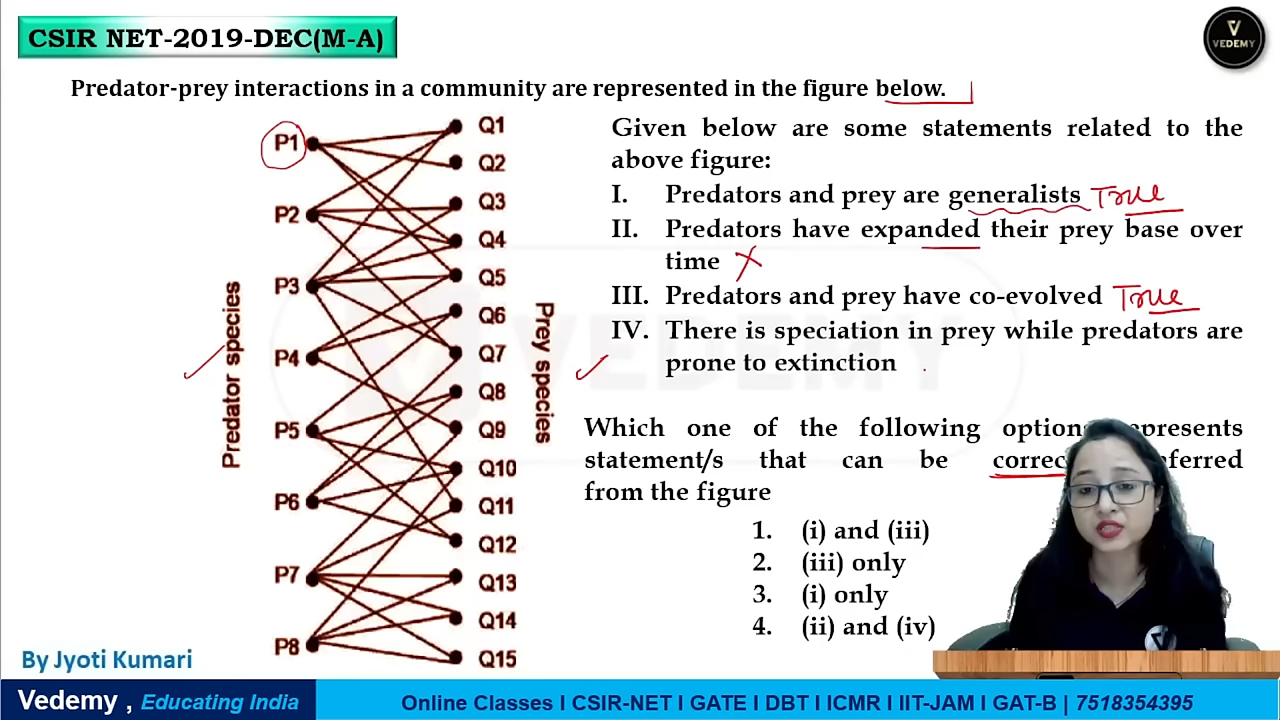 CSIR NET-2019-DEC(M-A)
VEDEMY
Predator-prey interactions in a community are represented in the figure below.
P1
P2
P3
P4
P5
P6
P7
P8
Predator species
Q1
Q2
Q3
Q4
Q5
Q6
Q7
Q8
Q9
Q10
Q11
Q12
Q13
Q14
Q15
Prey species
Given below are some statements related to the
above figure:
I. Predators and prey are generalists True
II. Predators have expanded their prey base over
time
III. Predators and prey have co-evolved True
IV. There is speciation in prey while predators are
prone to extinction
Which one of the following option
statement/s that can be
from the figure
1. (i) and (iii)
2. (iii) only
3. (i) only
4. (ii) and (iv)
VEDEMY
By Jyoti Kumari
Vedemy , Educating India
Online Classes I CSIR-NET I GATE I DBT I ICMR I IIT-JAM I GAT-B | 7518354395